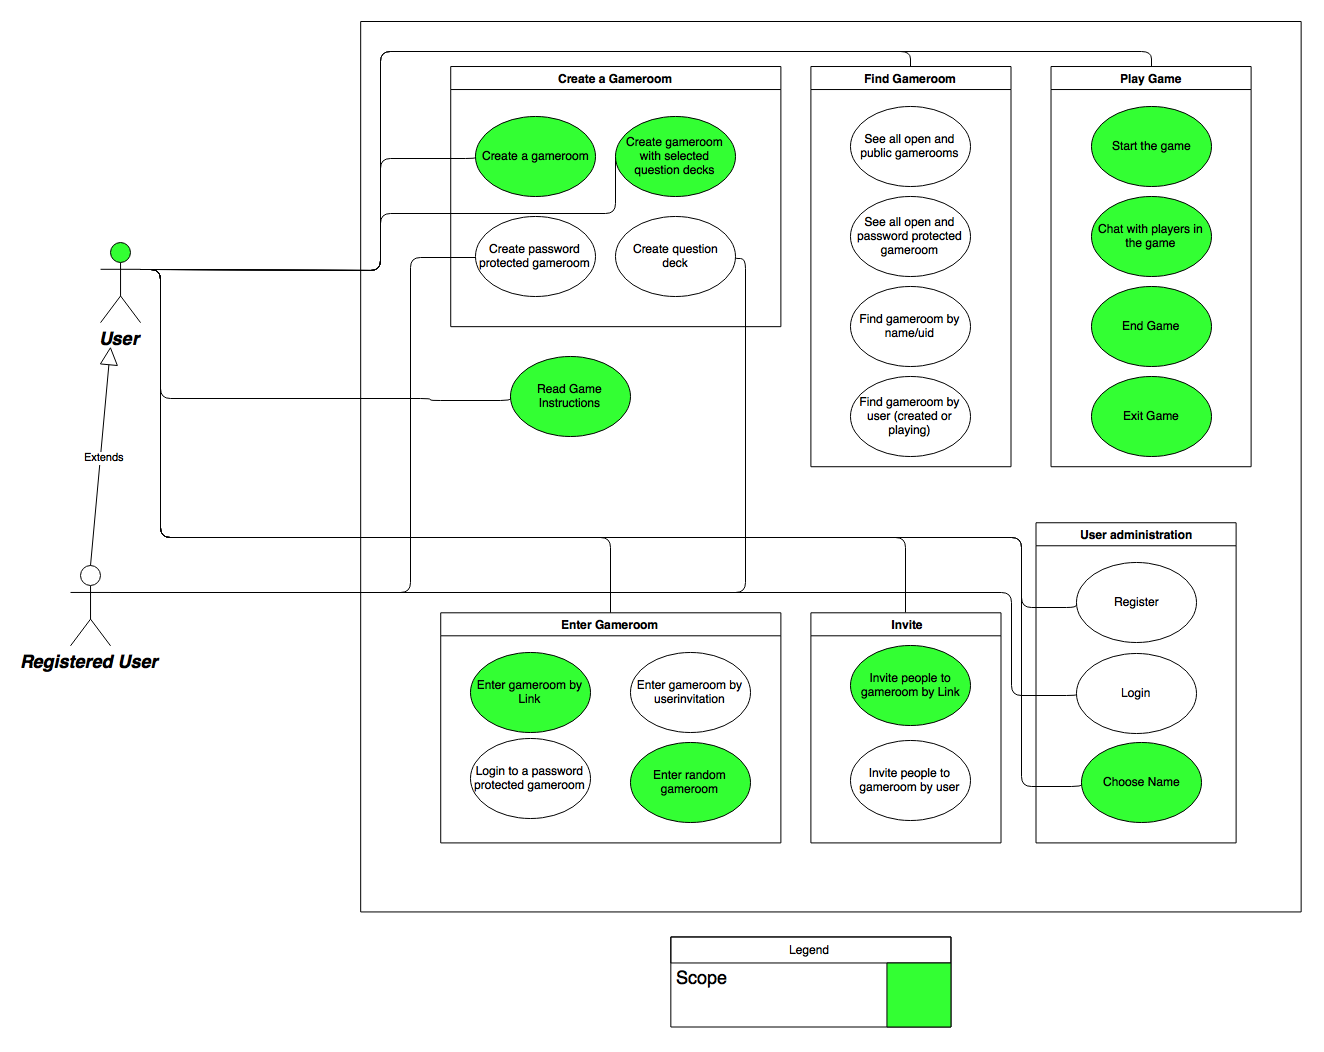 Create a Gameroom
Find Gameroom
Play Game
Create a gameroom
Create gameroom
with selected
question decks
See all open and
public gamerooms
Start the game
Create password
protected gameroom
Create question
deck
See all open and
password protected
gameroom
Chat with players in
the game
User
Find gameroom by
name/uid
End Game
Read Game
Instructions
Find gameroom by
user (created or
playing)
Exit Game
Extends
Registered User
User administration
Register
Login
Choose Name
Enter Gameroom
Enter gameroom by
Link
Enter gameroom by
userinvitation
Login to a password
protected gameroom
Enter random
gameroom
Invite
Invite people to
gameroom by Link
Invite people to
gameroom by user
Legend
Scope